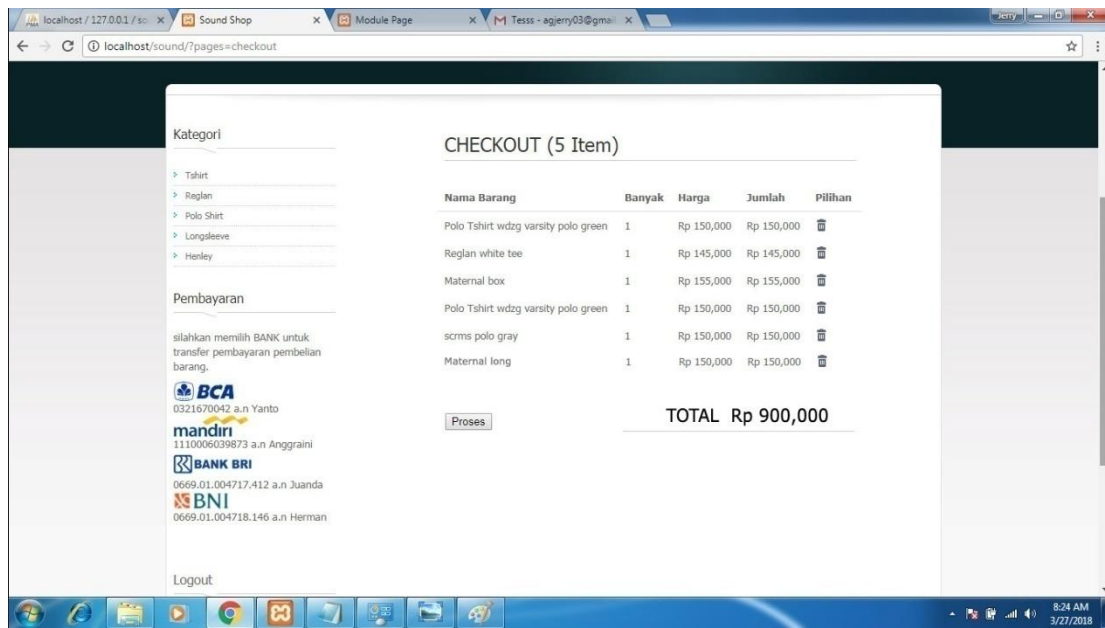 localhost / 127.0.0.1 / so
Sound Shop
Module Page
Tesss - agjerry03@gmail
Jerry
localhost/sound/?pages=checkout
Kategori
Tshirt
Reglan
Polo Shirt
Longsleeve
Henley
Pembayaran
silahkan memilih BANK untuk
transfer pembayaran pembelian
barang.
BCA
0321670042 a.n Yanto
mandiri
1110006039873 a.n Anggraini
BANK BRI
0669.01.004717.412 a.n Juanda
BNI
0669.01.004718.146 a.n Herman
Logout
CHECKOUT (5 Item)
Nama Barang Banyak Harga Jumlah Pilihan
Polo Tshirt wdzg varsity polo green 1 Rp 150,000 Rp 150,000
Reglan white tee 1 Rp 145,000 Rp 145,000
Maternal box 1 Rp 155,000 Rp 155,000
Polo Tshirt wdzg varsity polo green 1 Rp 150,000 Rp 150,000
scrms polo gray 1 Rp 150,000 Rp 150,000
Maternal long 1 Rp 150,000 Rp 150,000
Proses
TOTAL Rp 900,000
8:24 AM
3/27/2018